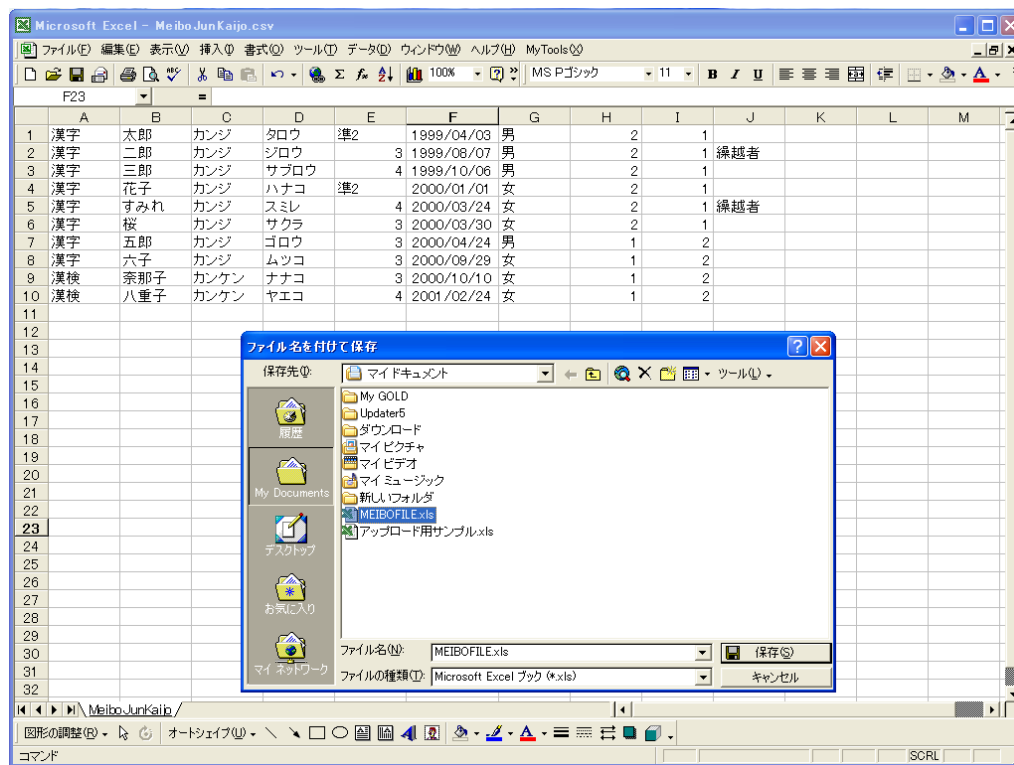 Microsoft Excel - MeiboJunKaijo.csv
ファイル(F) 編集(E) 表示(V) 挿入(I) 書式(O) ツール(T) データ(D) ウィンドウ(W) ヘルプ(H) MyTools(X)
100% MS Pゴシック 11 B I U
F23 =
A B C D E F G H I J K L M
1 漢字 太郎 カンジ タロウ 準2 1999/04/03 男 2 1
2 漢字 二郎 カンジ ジロウ 3 1999/08/07 男 2 1 繰越者
3 漢字 三郎 カンジ サブロウ 4 1999/10/06 男 2 1
4 漢字 花子 カンジ ハナコ 準2 2000/01/01 女 2 1
5 漢字 すみれ カンジ スミレ 4 2000/03/24 女 2 1 繰越者
6 漢字 桜 カンジ サクラ 3 2000/03/30 女 2 1
7 漢字 五郎 カンジ ゴロウ 3 2000/04/24 男 1 2
8 漢字 六子 カンジ ムツコ 3 2000/09/29 女 1 2
9 漢検 奈那子 カンケン ナナコ 3 2000/10/10 女 1 2
10 漢検 八重子 カンケン ヤエコ 4 2001/02/24 女 1 2
11
12
13
14
15
16
17
18
19
20
21
22
23
24
25
26
27
28
29
30
31
32
ファイル名を付けて保存
保存先(I): マイ ドキュメント ツール(L)
履歴
My Documents
デスクトップ
お気に入り
マイ ネットワーク
My GOLD
Updater5
ダウンロード
マイ ピクチャ
マイ ビデオ
マイ ミュージック
新しいフォルダ
MEIBOFILE.xls
アップロード用サンプル.xls
ファイル名(N): MEIBOFILE.xls 保存(S)
ファイルの種類(T): Microsoft Excel ブック (*.xls) キャンセル
MeiboJunKaijo
図形の調整(R) オートシェイプ(U)
コマンド SCRL